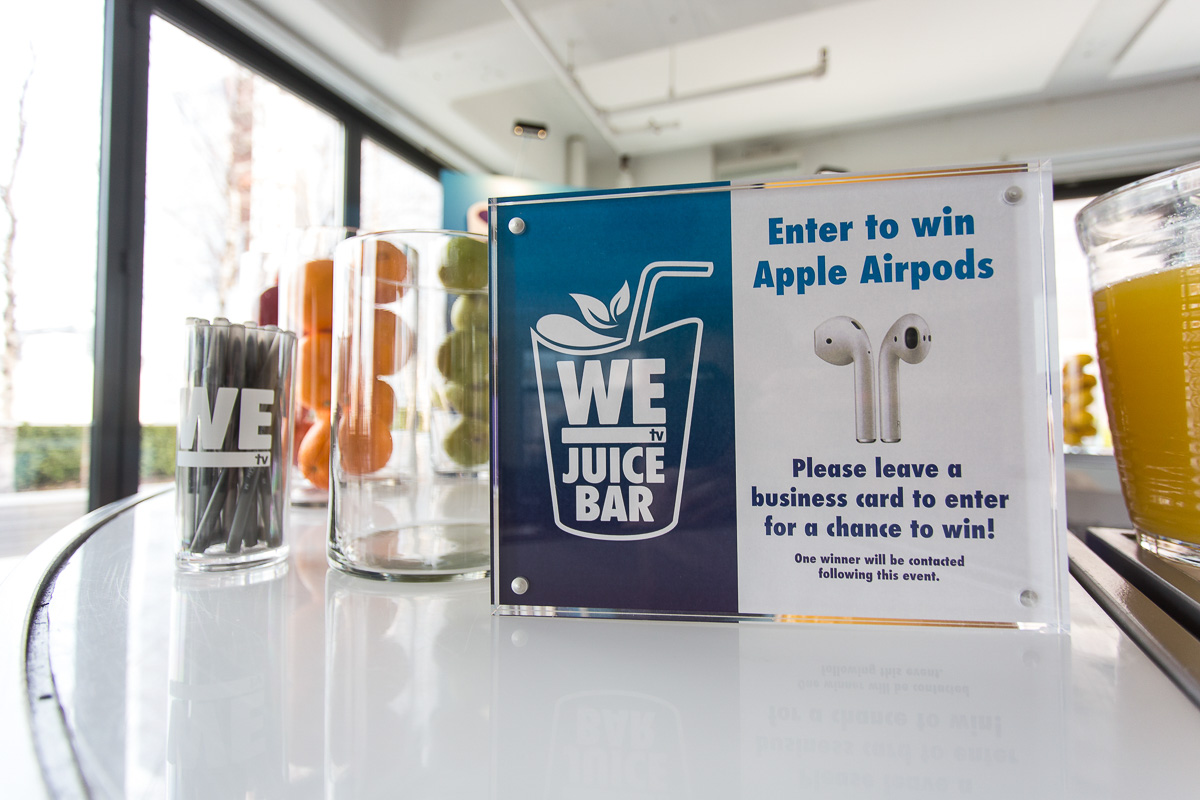 WE
tv
WE
tv
JUICE
BAR
Enter to win
Apple Airpods
Please leave a
business card to enter
for a chance to win!
One winner will be contacted
following this event.